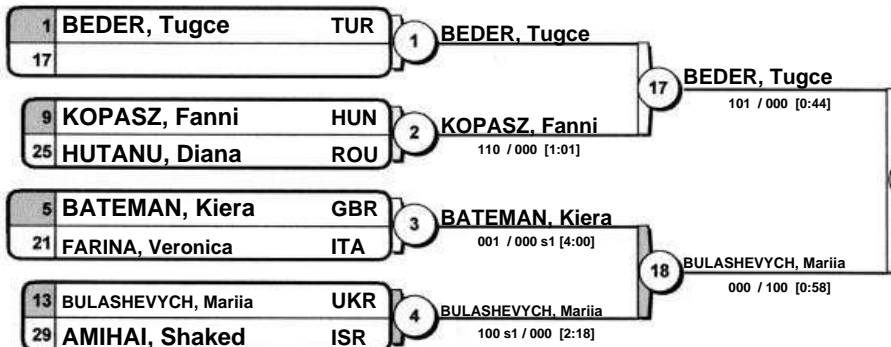 1 BEDER, Tugce TUR
17
1 BEDER, Tugce
9 KOPASZ, Fanni HUN
25 HUTANU, Diana ROU
2 KOPASZ, Fanni
110 / 000 [1:01]
17 BEDER, Tugce
101 / 000 [0:44]
5 BATEMAN, Kiera GBR
21 FARINA, Veronica ITA
3 BATEMAN, Kiera
001 / 000 s1 [4:00]
13 BULASHEVYCH, Mariia UKR
29 AMIHAI, Shaked ISR
4 BULASHEVYCH, Mariia
100 s1 / 000 [2:18]
18 BULASHEVYCH, Mariia
000 / 100 [0:58]